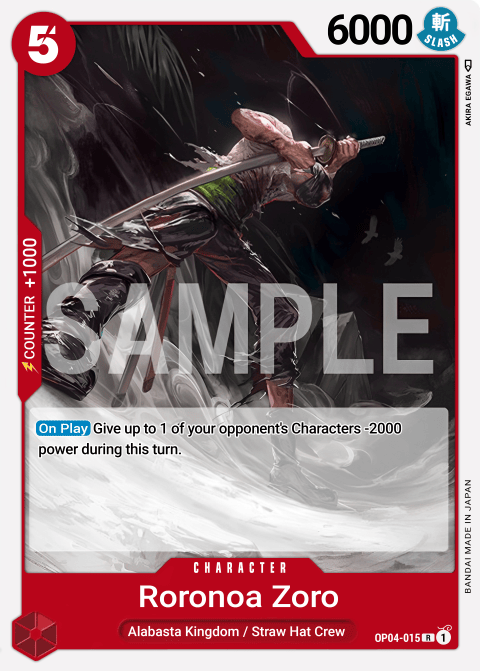 5
6000
斬
SLASH
AKIRA EGAWA
COUNTER +1000
SAMPLE
On Play Give up to 1 of your opponent's Characters -2000
power during this turn.
BANDAI MADE IN JAPAN
CHARACTER
Roronoa Zoro
Alabasta Kingdom / Straw Hat Crew
OP04-015 R 1